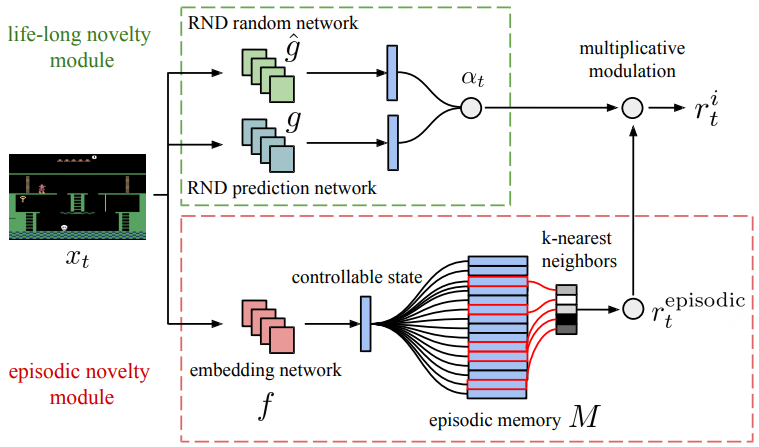 life-long novelty
module
RND random network
ĝ
g
RND prediction network
α_t
multiplicative
modulation
r_t^i
x_t
controllable state
k-nearest
neighbors
r_t^episodic
episodic novelty
module
embedding network
f
episodic memory M